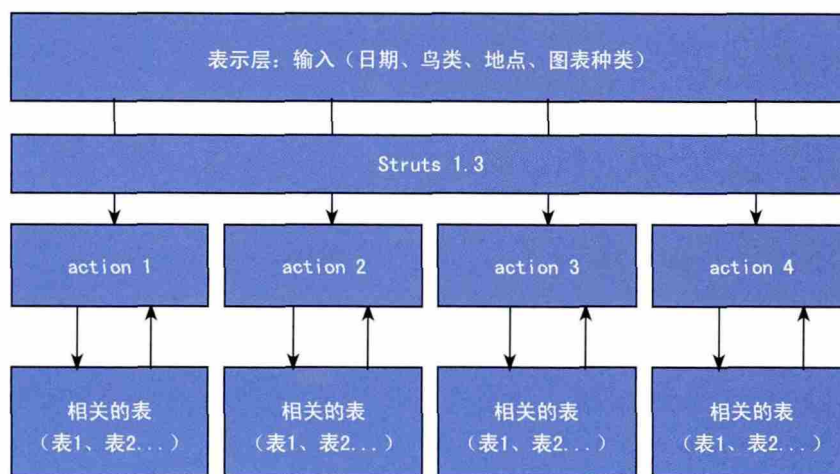 表示层：输入（日期、鸟类、地点、图表种类）
Struts 1.3
action 1
action 2
action 3
action 4
相关的表
（表1、表2...）
相关的表
（表1、表2...）
相关的表
（表1、表2...）
相关的表
（表1、表2...）